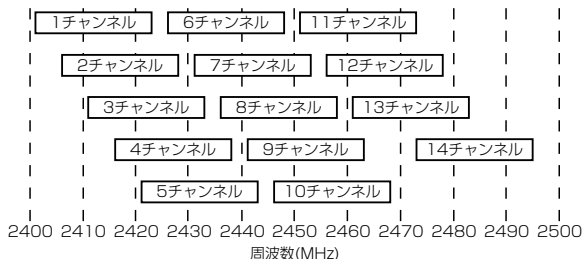 1チャンネル 6チャンネル 11チャンネル
2チャンネル 7チャンネル 12チャンネル
3チャンネル 8チャンネル 13チャンネル
4チャンネル 9チャンネル 14チャンネル
5チャンネル 10チャンネル
2400 2410 2420 2430 2440 2450 2460 2470 2480 2490 2500
周波数(MHz)